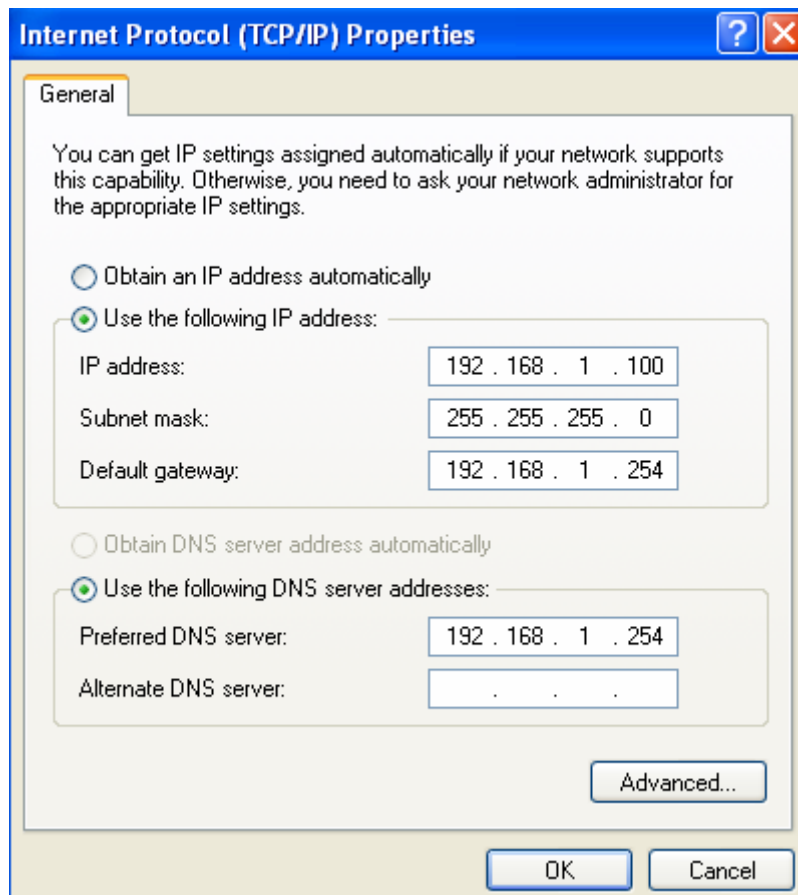 Internet Protocol (TCP/IP) Properties
General
You can get IP settings assigned automatically if your network supports
this capability. Otherwise, you need to ask your network administrator for
the appropriate IP settings.
Obtain an IP address automatically
Use the following IP address:
IP address: 192 . 168 . 1 . 100
Subnet mask: 255 . 255 . 255 . 0
Default gateway: 192 . 168 . 1 . 254
Obtain DNS server address automatically
Use the following DNS server addresses:
Preferred DNS server: 192 . 168 . 1 . 254
Alternate DNS server: . . .
Advanced...
OK Cancel